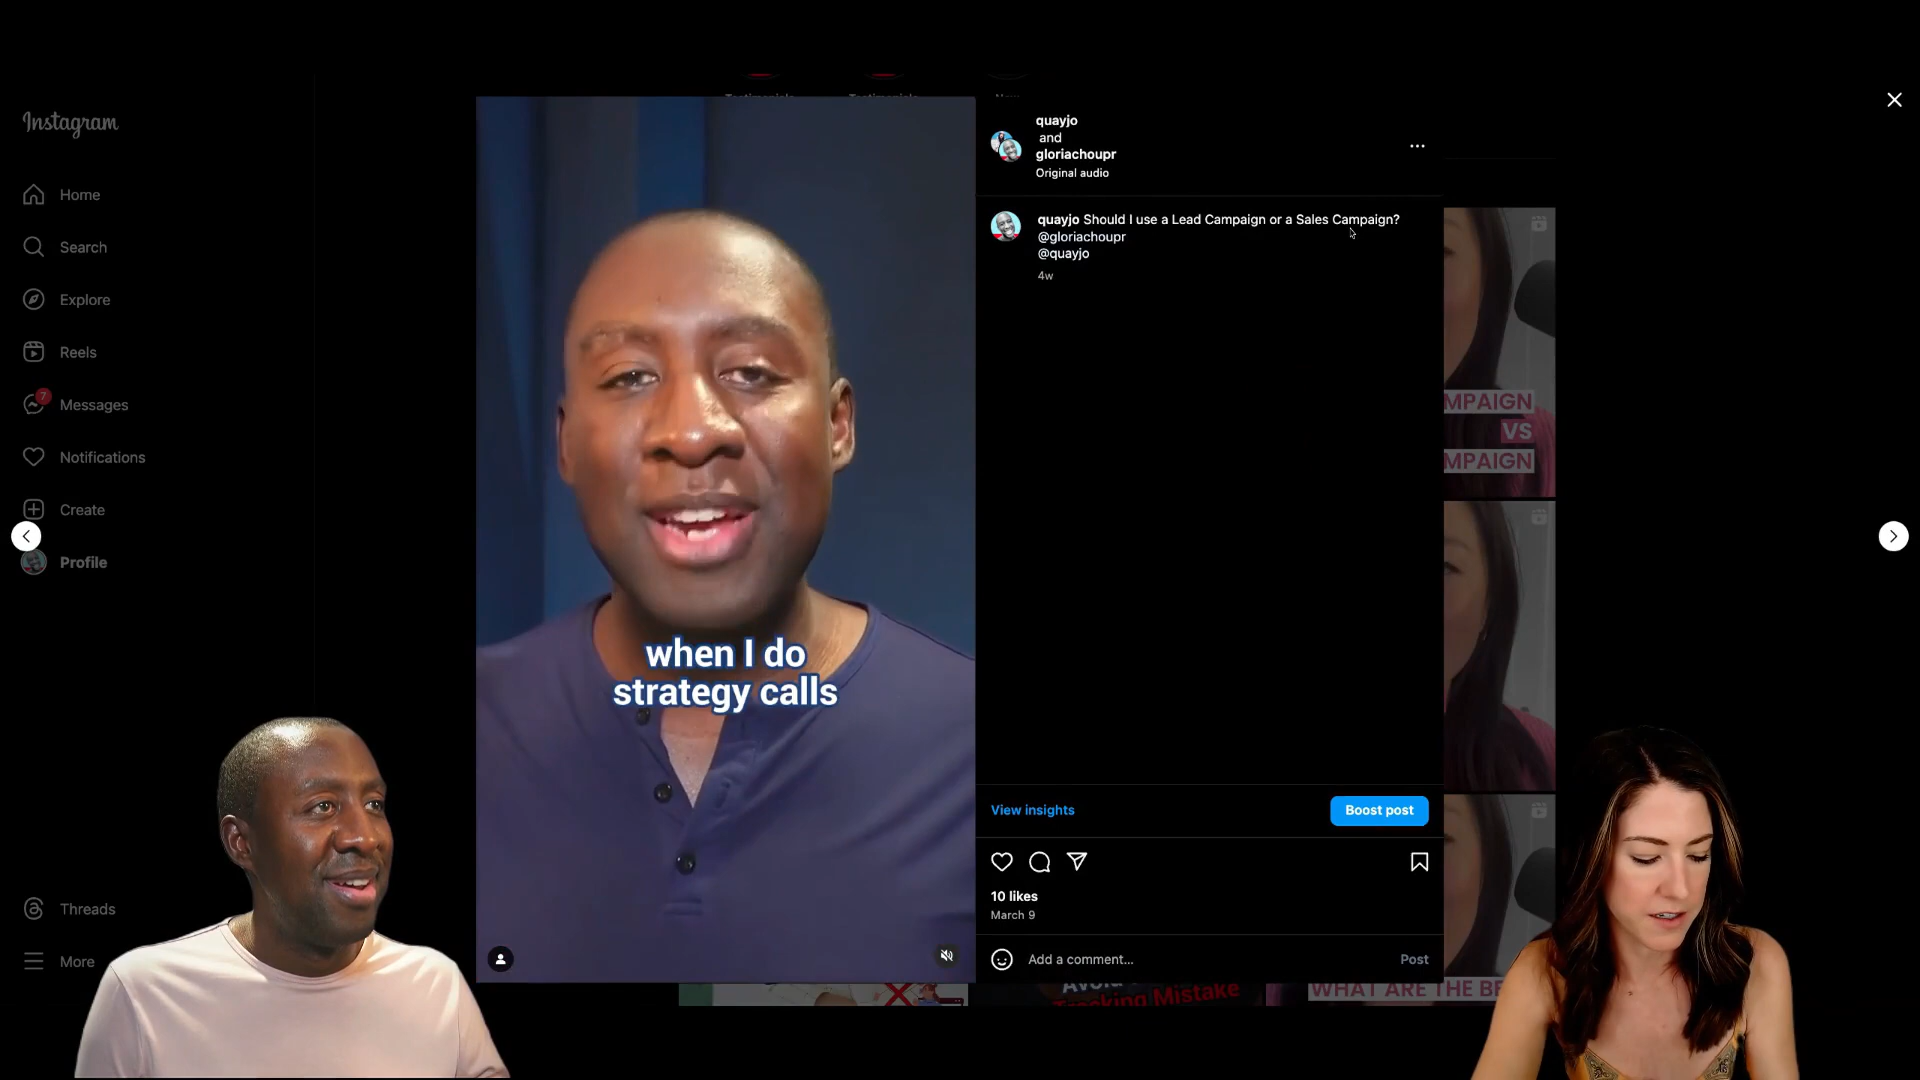 Instagram
Home
Search
Explore
Reels
7
Messages
Notifications
Create
Profile
Threads
More
when I do
strategy calls
quayjo
and
gloriachoupr
Original audio
quayjo Should I use a Lead Campaign or a Sales Campaign?
@gloriachoupr
@quayjo
4w
View insights
Boost post
10 likes
March 9
Add a comment...
Post
MPAIGN
VS
MPAIGN
Avoid
Tracking Mistake
WHAT ARE THE BE